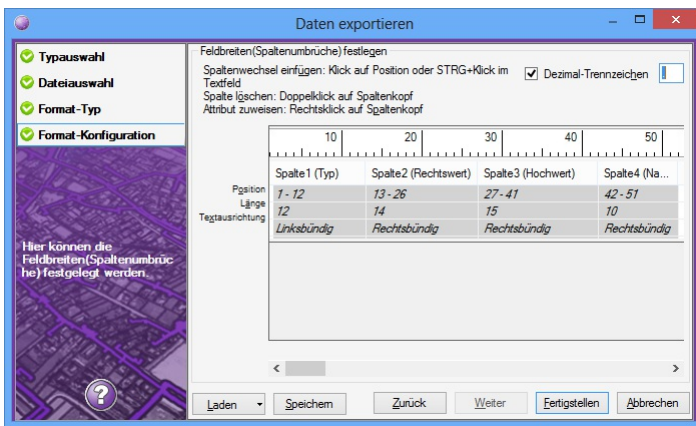 Daten exportieren
Typauswahl
Dateiauswahl
Format-Typ
Format-Konfiguration
Hier können die
Feldbreiten(Spaltenumbrüc
he) festgelegt werden.
Feldbreiten(Spaltenumbrüche) festlegen
Spaltenwechsel einfügen: Klick auf Position oder STRG+Klick im
Textfeld
Spalte löschen: Doppelklick auf Spaltenkopf
Attribut zuweisen: Rechtsklick auf Spaltenkopf
Dezimal-Trennzeichen
10 20 30 40 50
Spalte1 (Typ) Spalte2 (Rechtswert) Spalte3 (Hochwert) Spalte4 (Na...
Position 1 - 12 13 - 26 27 - 41 42 - 51
Länge 12 14 15 10
Textausrichtung Linksbündig Rechtsbündig Rechtsbündig Rechtsbündig
Laden Speichern Zurück Weiter Fertigstellen Abbrechen